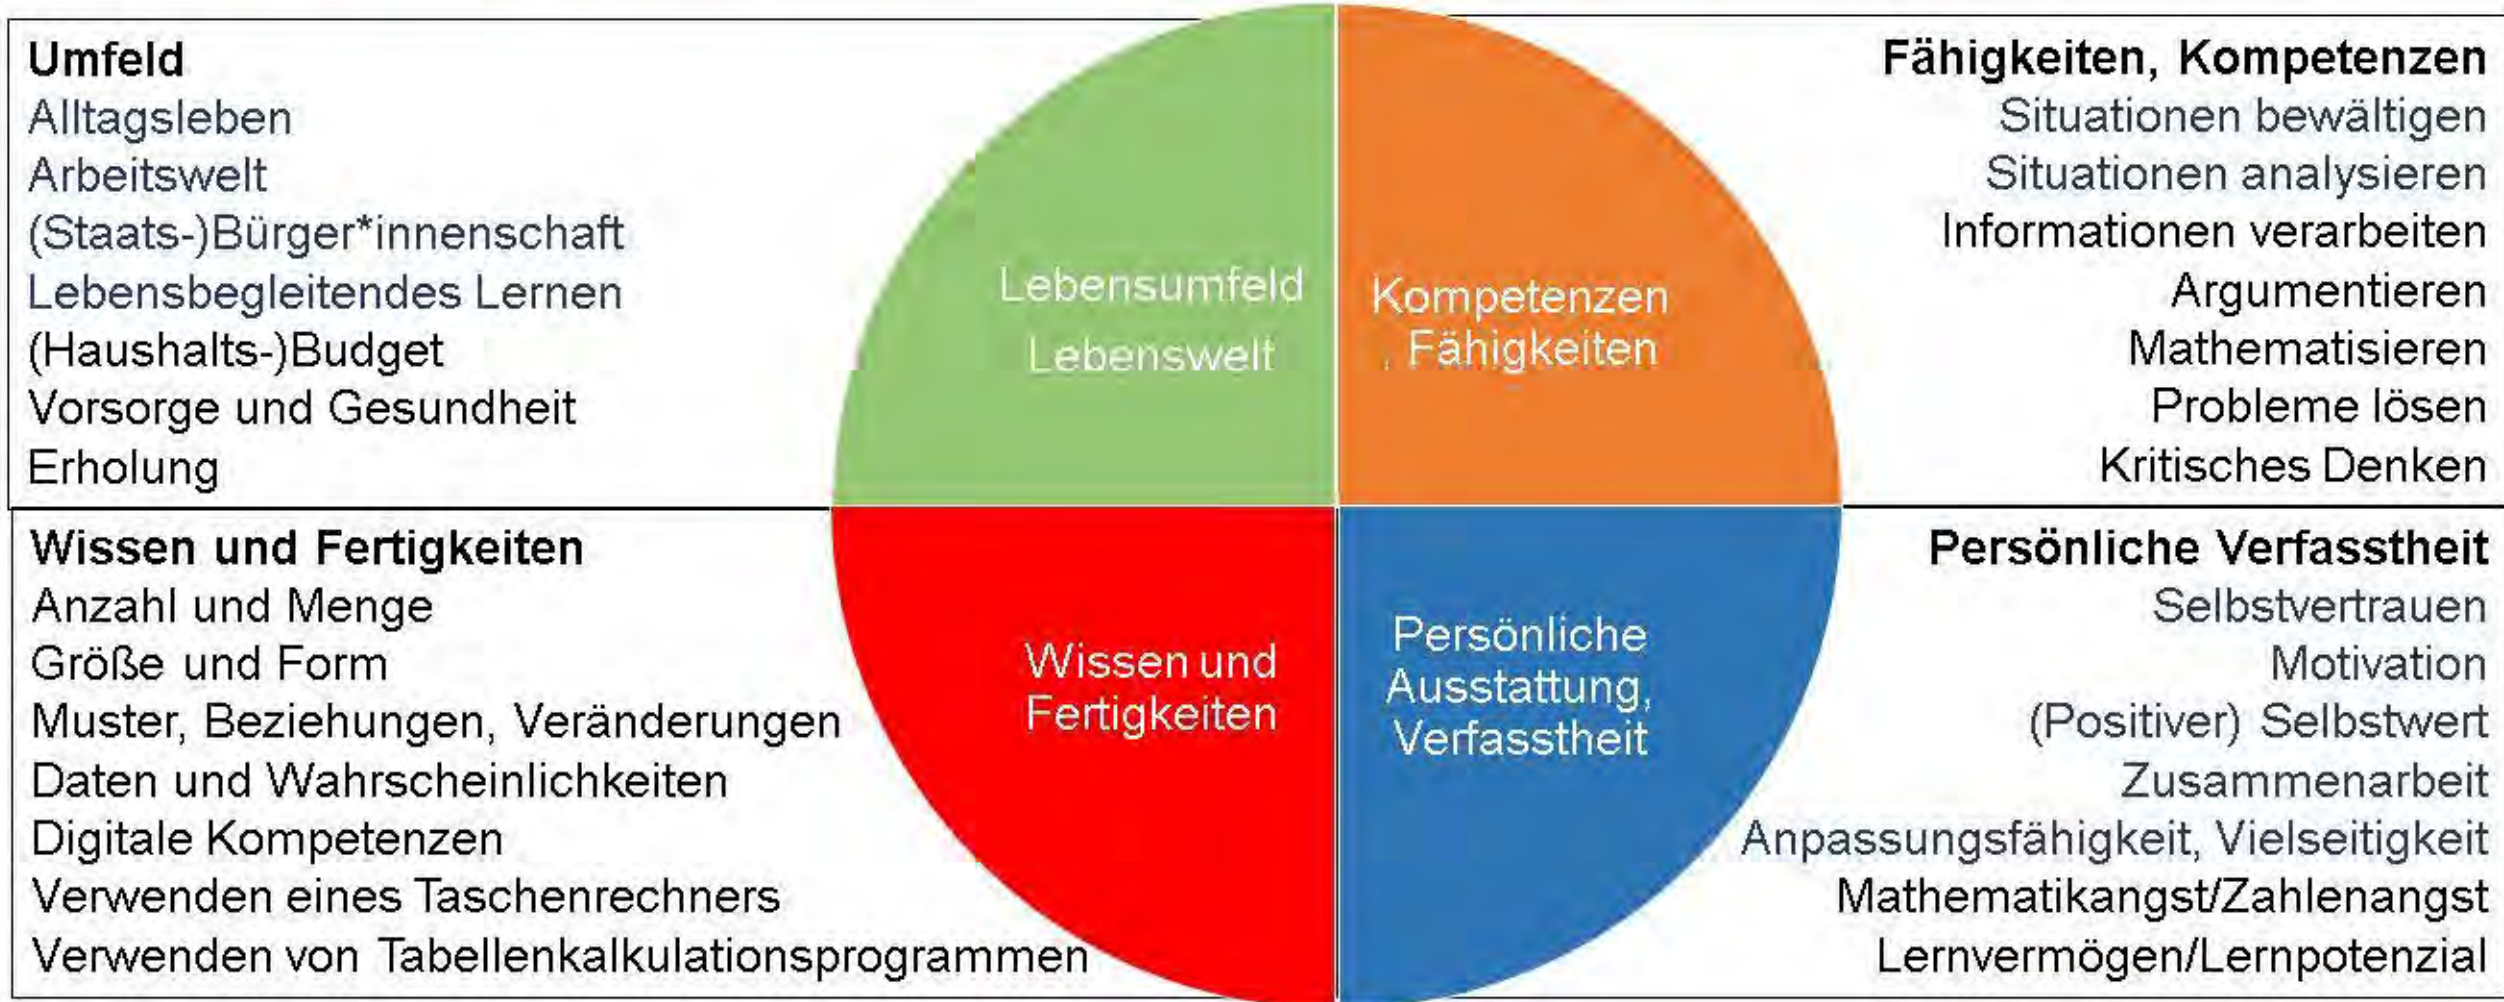 Umfeld
Alltagsleben
Arbeitswelt
(Staats-)Bürger*innenschaft
Lebensbegleitendes Lernen
(Haushalts-)Budget
Vorsorge und Gesundheit
Erholung
Lebensumfeld
Lebenswelt
Kompetenzen
, Fähigkeiten
Fähigkeiten, Kompetenzen
Situationen bewältigen
Situationen analysieren
Informationen verarbeiten
Argumentieren
Mathematisieren
Probleme lösen
Kritisches Denken
Wissen und Fertigkeiten
Anzahl und Menge
Größe und Form
Muster, Beziehungen, Veränderungen
Daten und Wahrscheinlichkeiten
Digitale Kompetenzen
Verwenden eines Taschenrechners
Verwenden von Tabellenkalkulationsprogrammen
Wissen und
Fertigkeiten
Persönliche
Ausstattung,
Verfasstheit
Persönliche Verfasstheit
Selbstvertrauen
Motivation
(Positiver) Selbstwert
Zusammenarbeit
Anpassungsfähigkeit, Vielseitigkeit
Mathematikangst/Zahlenangst
Lernvermögen/Lernpotenzial